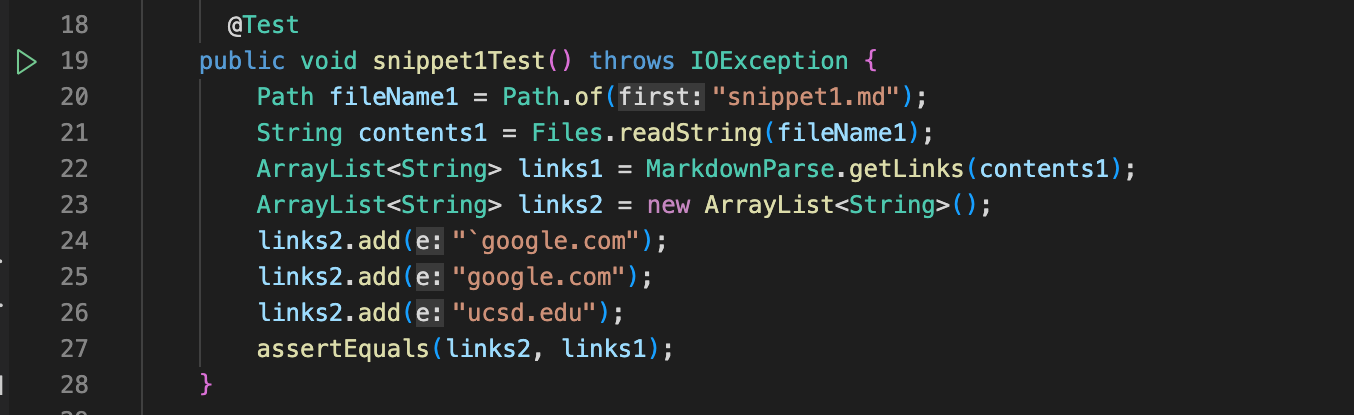 18 @Test
19 public void snippet1Test() throws IOException {
20 Path fileName1 = Path.of(first: "snippet1.md");
21 String contents1 = Files.readString(fileName1);
22 ArrayList<String> links1 = MarkdownParse.getLinks(contents1);
23 ArrayList<String> links2 = new ArrayList<String>();
24 links2.add(e: "`google.com");
25 links2.add(e: "google.com");
26 links2.add(e: "ucsd.edu");
27 assertEquals(links2, links1);
28 }